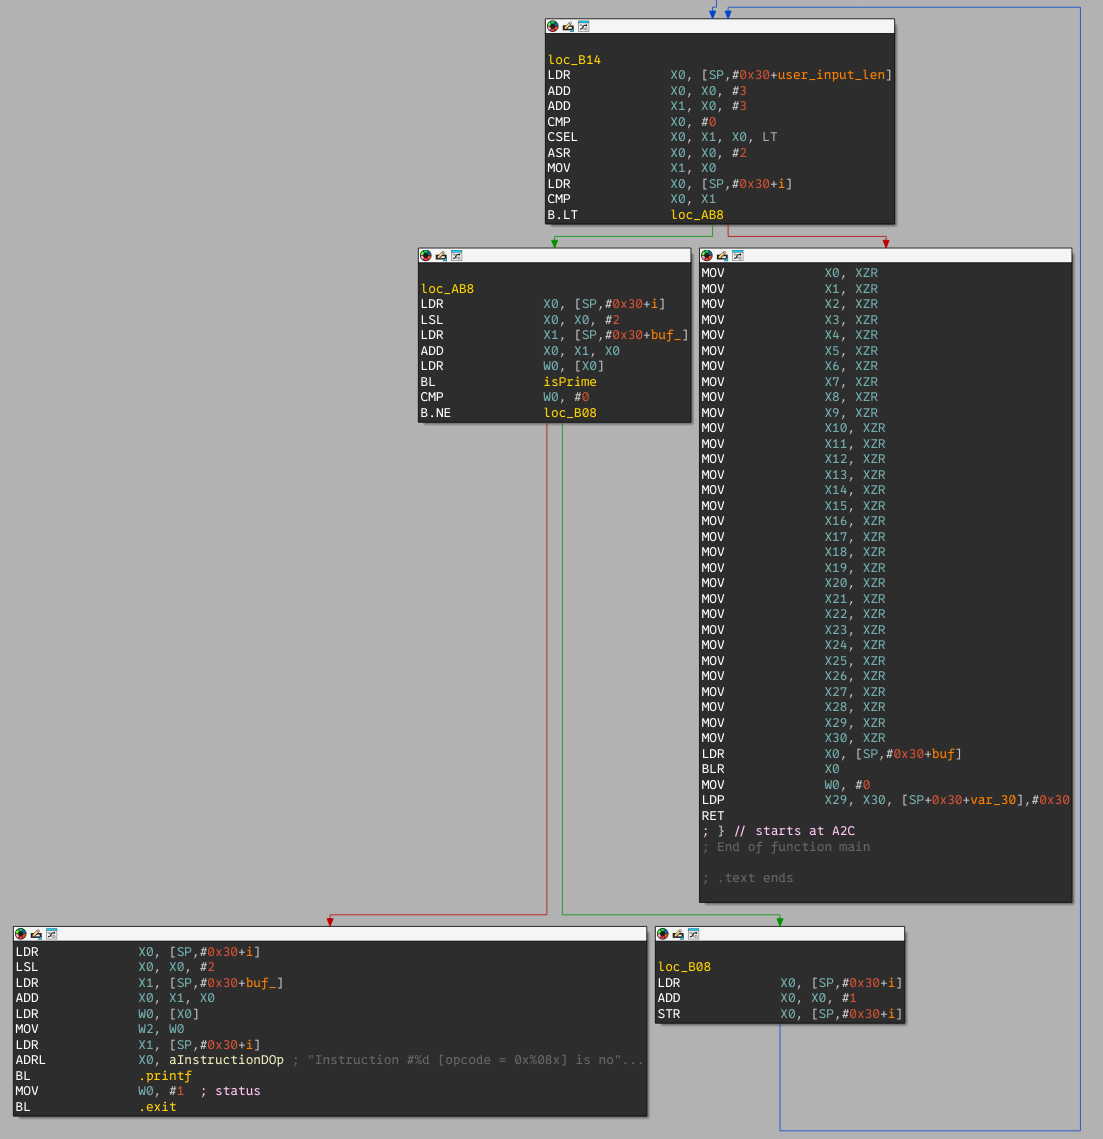 loc_B14
LDR X0, [SP,#0x30+user_input_len]
ADD X0, X0, #3
ADD X1, X0, #3
CMP X0, #0
CSEL X0, X1, X0, LT
ASR X0, X0, #2
MOV X1, X0
LDR X0, [SP,#0x30+i]
CMP X0, X1
B.LT loc_AB8
loc_AB8
LDR X0, [SP,#0x30+i]
LSL X0, X0, #2
LDR X1, [SP,#0x30+buf_]
ADD X0, X1, X0
LDR W0, [X0]
BL isPrime
CMP W0, #0
B.NE loc_B08
MOV X0, XZR
MOV X1, XZR
MOV X2, XZR
MOV X3, XZR
MOV X4, XZR
MOV X5, XZR
MOV X6, XZR
MOV X7, XZR
MOV X8, XZR
MOV X9, XZR
MOV X10, XZR
MOV X11, XZR
MOV X12, XZR
MOV X13, XZR
MOV X14, XZR
MOV X15, XZR
MOV X16, XZR
MOV X17, XZR
MOV X18, XZR
MOV X19, XZR
MOV X20, XZR
MOV X21, XZR
MOV X22, XZR
MOV X23, XZR
MOV X24, XZR
MOV X25, XZR
MOV X26, XZR
MOV X27, XZR
MOV X28, XZR
MOV X29, XZR
MOV X30, XZR
LDR X0, [SP,#0x30+buf]
BLR X0
MOV W0, #0
LDP X29, X30, [SP+0x30+var_30],#0x30
RET
; } // starts at A2C
; End of function main
; .text ends
LDR X0, [SP,#0x30+i]
LSL X0, X0, #2
LDR X1, [SP,#0x30+buf_]
ADD X0, X1, X0
LDR W0, [X0]
MOV W2, W0
LDR X1, [SP,#0x30+i]
ADRL X0, aInstructionDOp ; "Instruction #%d [opcode = 0x%08x] is no"...
BL .printf
MOV W0, #1 ; status
BL .exit
loc_B08
LDR X0, [SP,#0x30+i]
ADD X0, X0, #1
STR X0, [SP,#0x30+i]